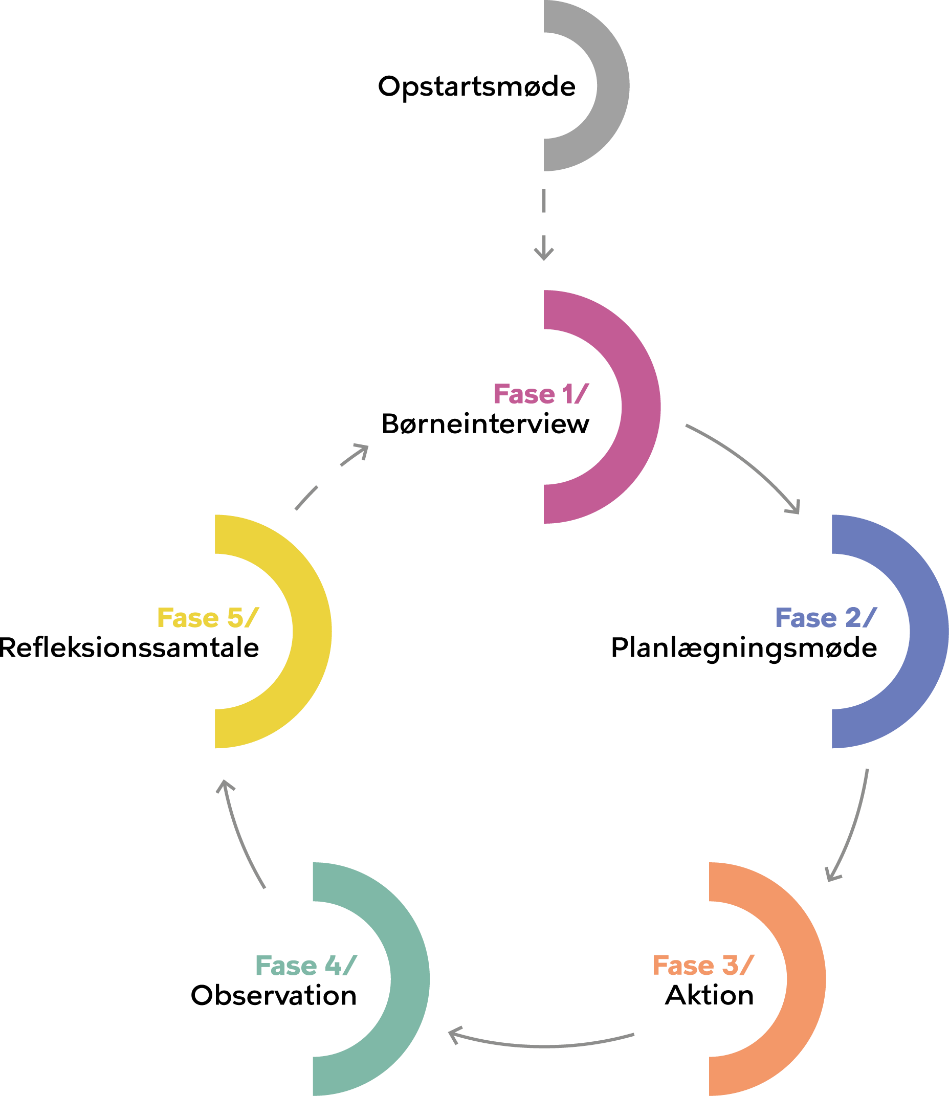 Opstartsmøde
Fase 1/
Børneinterview
Fase 2/
Planlægningsmøde
Fase 3/
Aktion
Fase 4/
Observation
Fase 5/
Refleksionssamtale